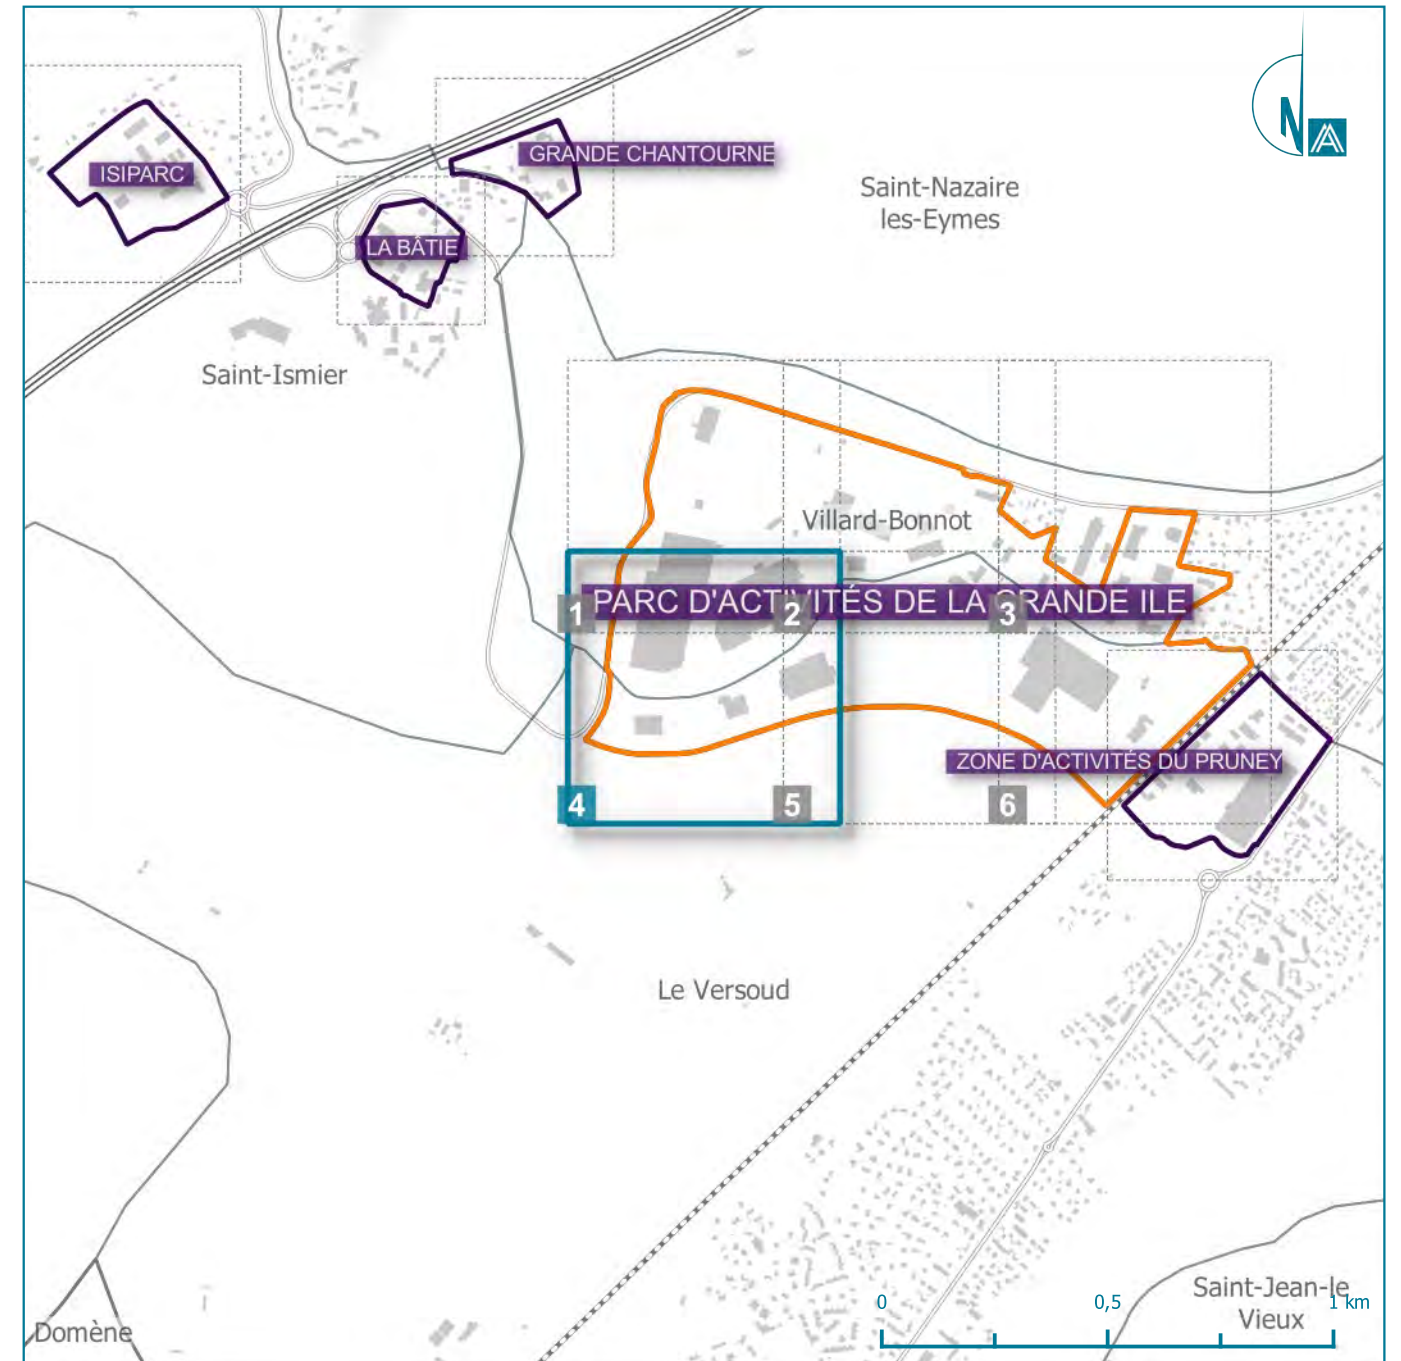 N
GRANDE CHANTOURNE
ISIPARC
Saint-Nazaire
les-Eymes
LA BÂTIE
Saint-Ismier
Villard-Bonnot
PARC D'ACTIVITÉS DE LA GRANDE ILE
1
2
3
ZONE D'ACTIVITÉS DU PRUNEY
4
5
6
Le Versoud
Saint-Jean-le
Vieux
0
0,5
1 km
Domène